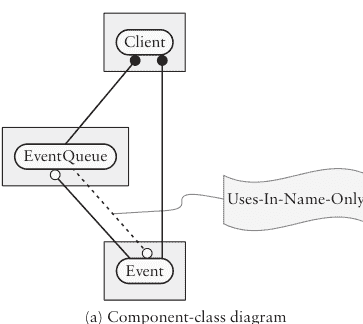 Client
EventQueue
Uses-In-Name-Only
Event
(a) Component-class diagram